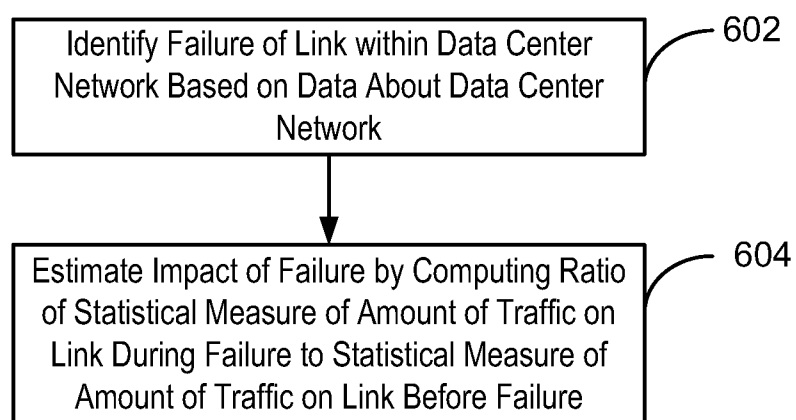 Identify Failure of Link within Data Center
Network Based on Data About Data Center
Network
602
Estimate Impact of Failure by Computing Ratio
of Statistical Measure of Amount of Traffic on
Link During Failure to Statistical Measure of
Amount of Traffic on Link Before Failure
604